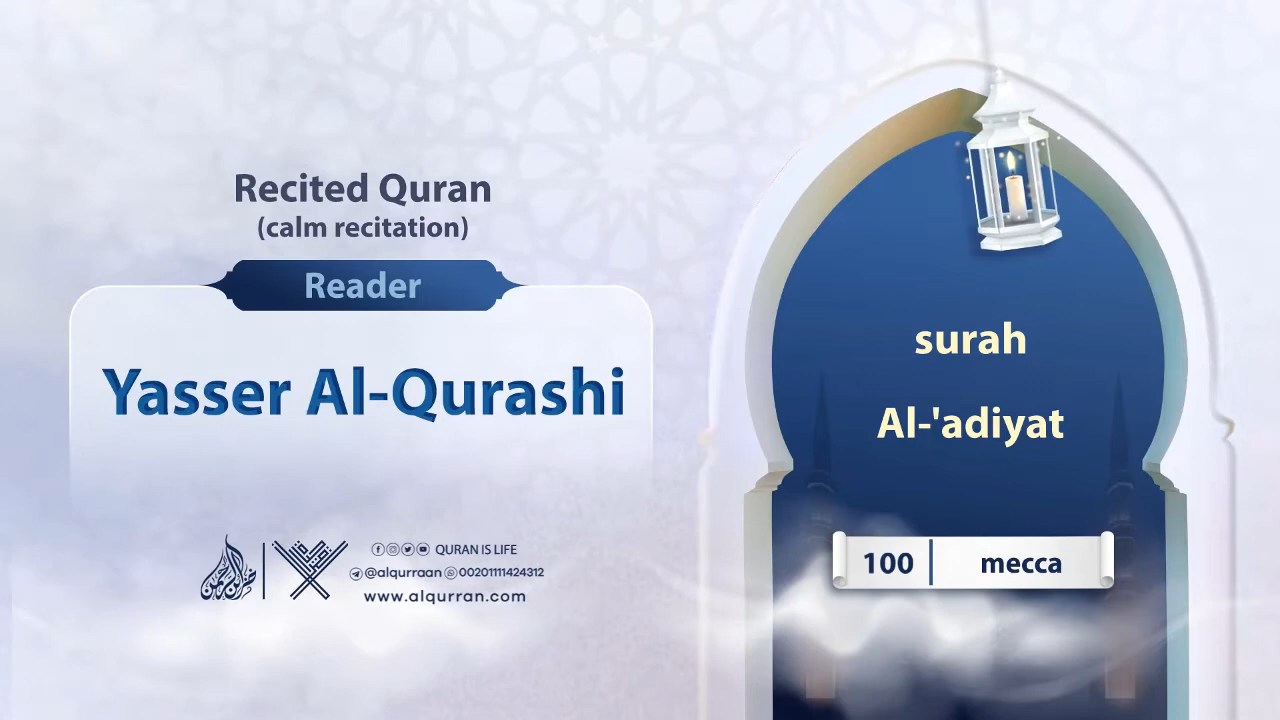 Recited Quran
(calm recitation)
Reader
Yasser Al-Qurashi
QURAN IS LIFE
@alqurraan 00201111424312
www.alqurran.com
surah
Al-'adiyat
100 mecca